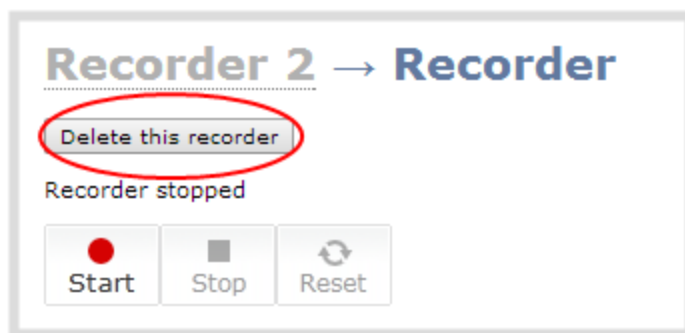 Recorder 2 → Recorder
Delete this recorder
Recorder stopped
Start Stop Reset